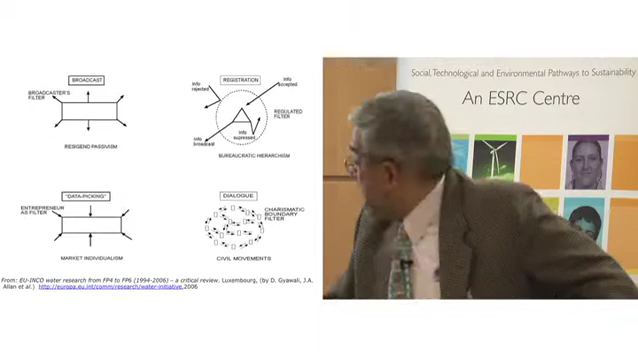 BROADCAST
BROADCASTER'S
FILTER
RESIGEND PASSIVISM
REGISTRATION
info
rejected
info
accepted
REGULATED
FILTER
info
broadcast
info
supressed
BUREAUCRATIC HIERARCHISM
"DATA-PICKING"
ENTREPRENEUR
AS FILTER
MARKET INDIVIDUALISM
DIALOGUE
CHARISMATIC
BOUNDARY
FILTER
CIVIL MOVEMENTS
From: EU-INCO water research from FP4 to FP6 (1994-2006) – a critical review. Luxembourg, (by D. Gyawali, J.A.
Allan et al.) http://europa.eu.int/comm/research/water-initiative,2006
Social, Technological and Environmental Pathways to Sustainability
An ESRC Centre